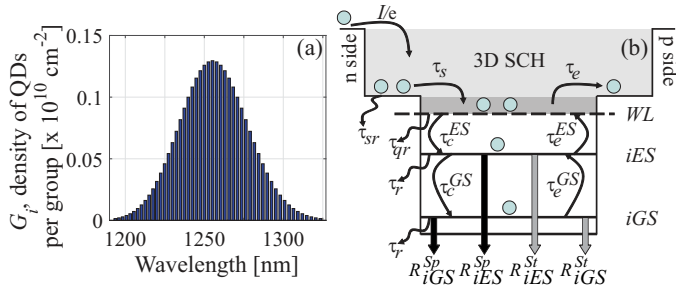 (a)
G_i, density of QDs
per group [x 10^10 cm^-2]
0.15
0.1
0.05
0
1200
1250
1300
Wavelength [nm]
(b)
I/e
n side
3D SCH
p side
τ_s
τ_e
τ_sr
WL
τ_qr
τ_c^ES
τ_e^ES
iES
τ_r
τ_c^GS
τ_e^GS
iGS
τ_r
R_iGS^Sp R_iES^Sp R_iES^St R_iGS^St